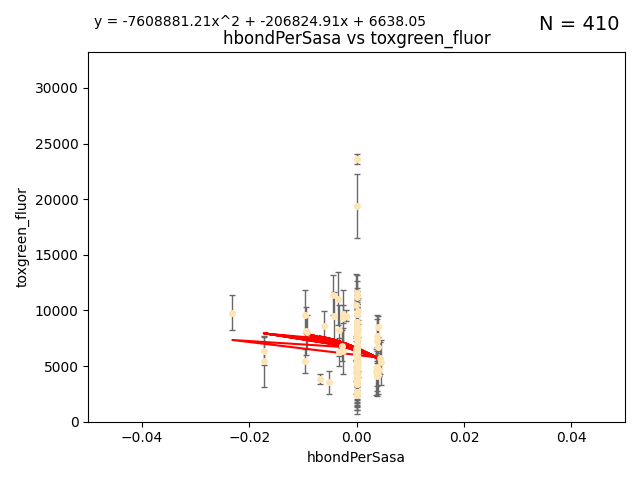 y = -7608881.21x^2 + -206824.91x + 6638.05
N = 410
hbondPerSasa vs toxgreen_fluor
30000
25000
20000
15000
10000
5000
0
toxgreen_fluor
-0.04
-0.02
0.00
0.02
0.04
hbondPerSasa